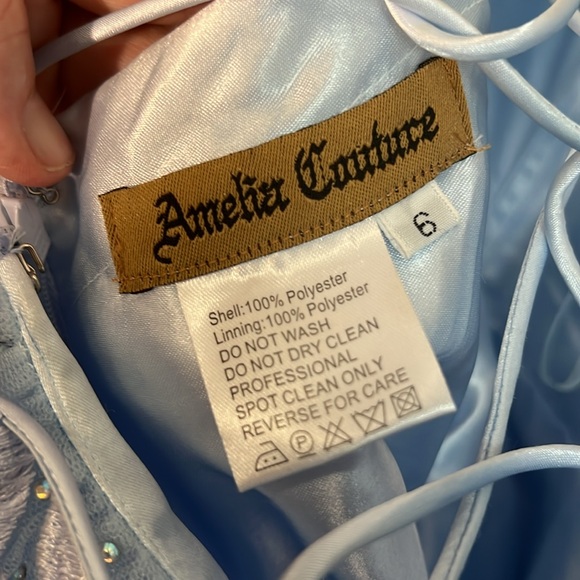 Amelia Couture
6
Shell:100% Polyester
Linning:100% Polyester
DO NOT WASH
DO NOT DRY CLEAN
PROFESSIONAL
SPOT CLEAN ONLY
REVERSE FOR CARE
P